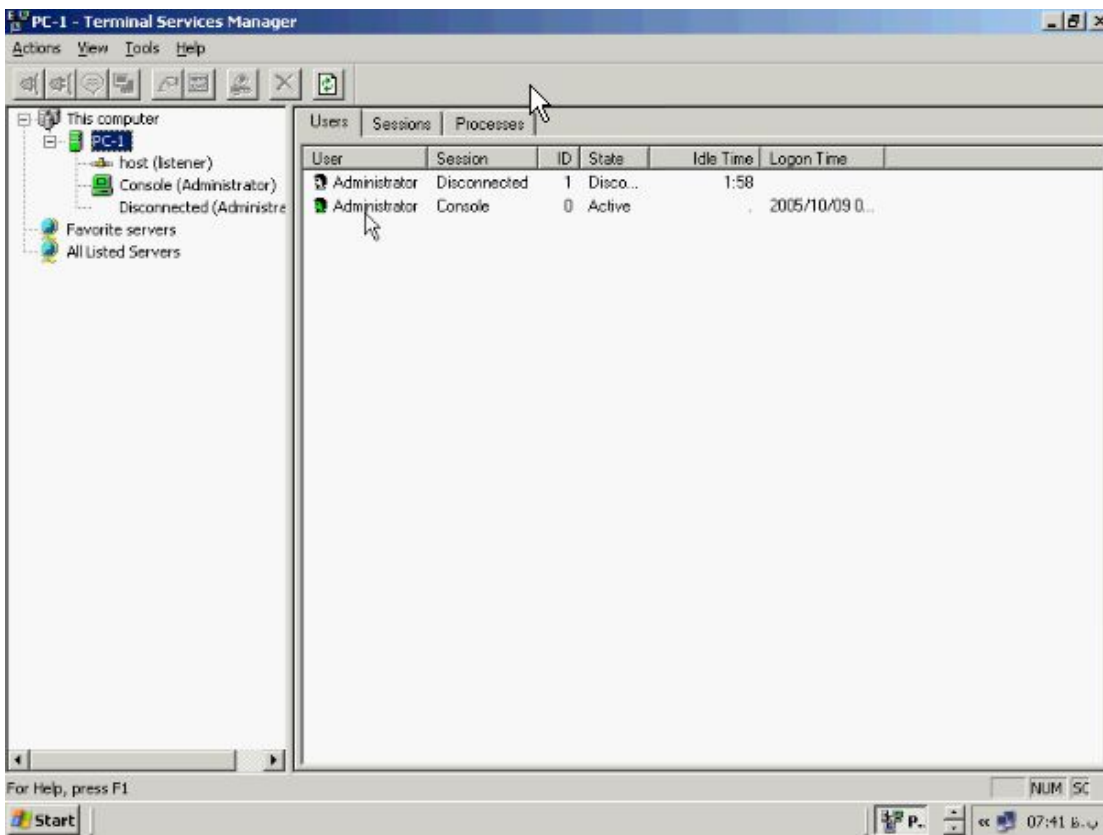 PC-1 - Terminal Services Manager
Actions View Tools Help
This computer
PC-1
host (listener)
Console (Administrator)
Disconnected (Administra
Favorite servers
All Listed Servers
Users Sessions Processes
User Session ID State Idle Time Logon Time
Administrator Disconnected 1 Disco... 1:58
Administrator Console 0 Active . 2005/10/09 0...
For Help, press F1
NUM SC
Start
P..
07:41 ب.ظ